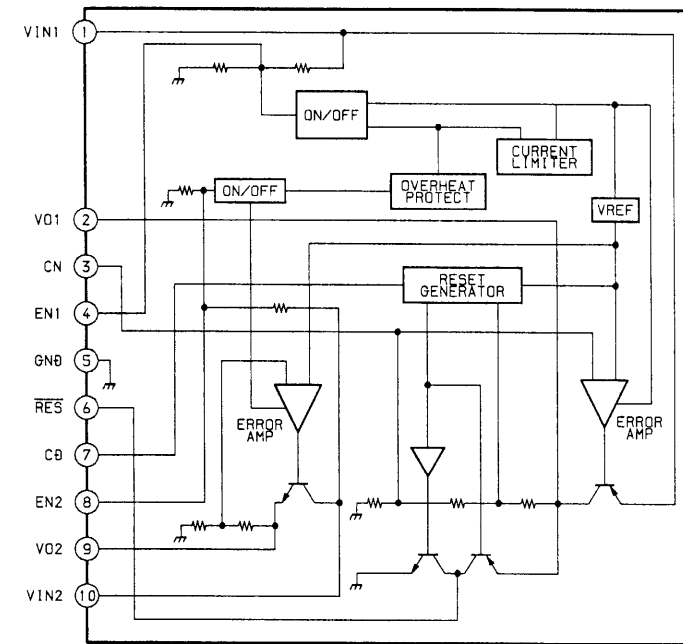 VIN1 1
ON/OFF
CURRENT
LIMITER
ON/OFF
OVERHEAT
PROTECT
VREF
VO1 2
CN 3
RESET
GENERATOR
EN1 4
GND 5
RES 6
ERROR
AMP
ERROR
AMP
CD 7
EN2 8
VO2 9
VIN2 10